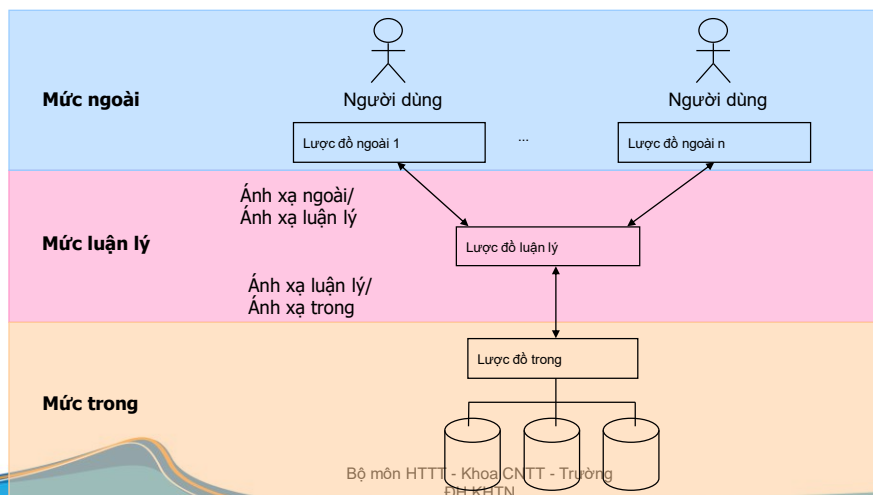 Người dùng
Người dùng
Mức ngoài
Lược đồ ngoài 1
...
Lược đồ ngoài n
Ánh xạ ngoài/
Ánh xạ luận lý
Mức luận lý
Lược đồ luận lý
Ánh xạ luận lý/
Ánh xạ trong
Lược đồ trong
Mức trong
Bộ môn HTTT - Khoa CNTT - Trường
ĐH KHTN